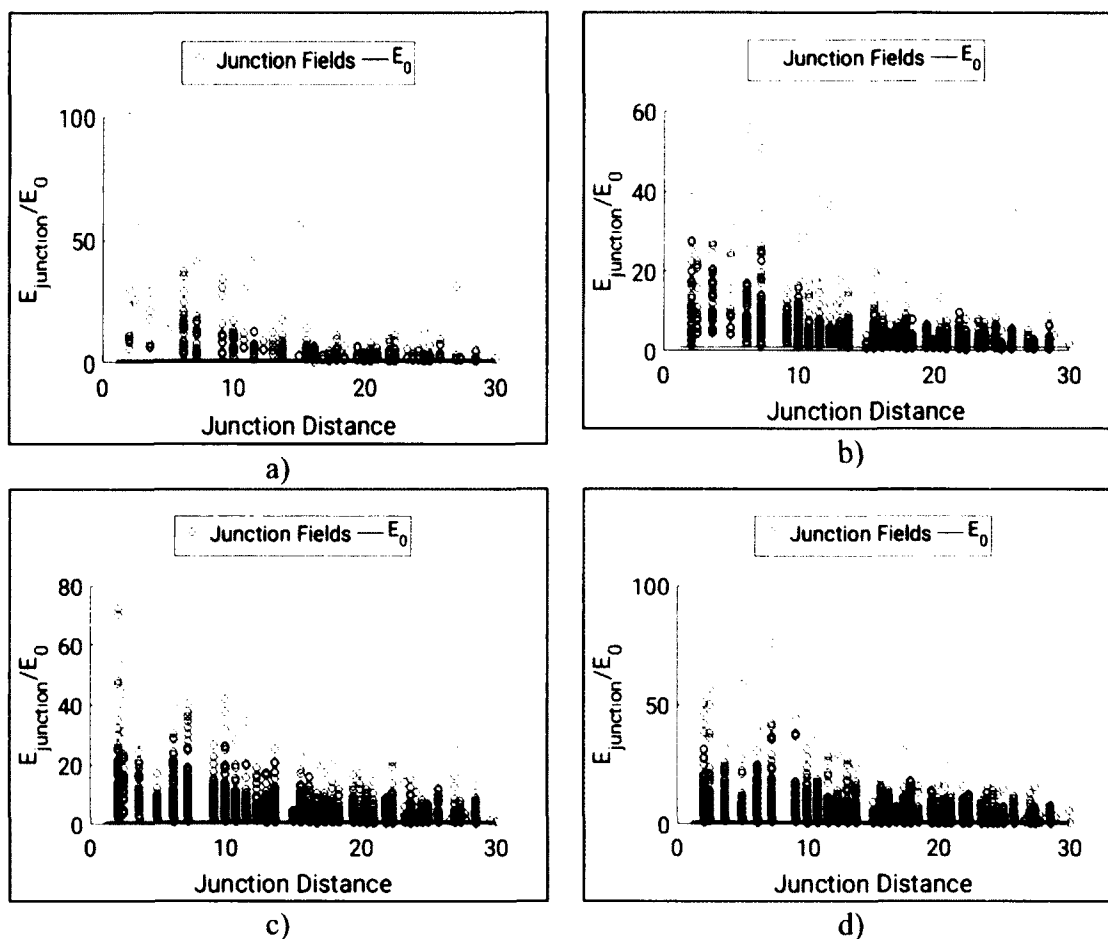 Junction Fields — E0
Ejunction/E0
100
50
0
0 10 20 30
Junction Distance
a)
Junction Fields — E0
Ejunction/E0
60
40
20
0
0 10 20 30
Junction Distance
b)
Junction Fields — E0
Ejunction/E0
80
60
40
20
0
0 10 20 30
Junction Distance
c)
Junction Fields — E0
Ejunction/E0
100
50
0
0 10 20 30
Junction Distance
d)